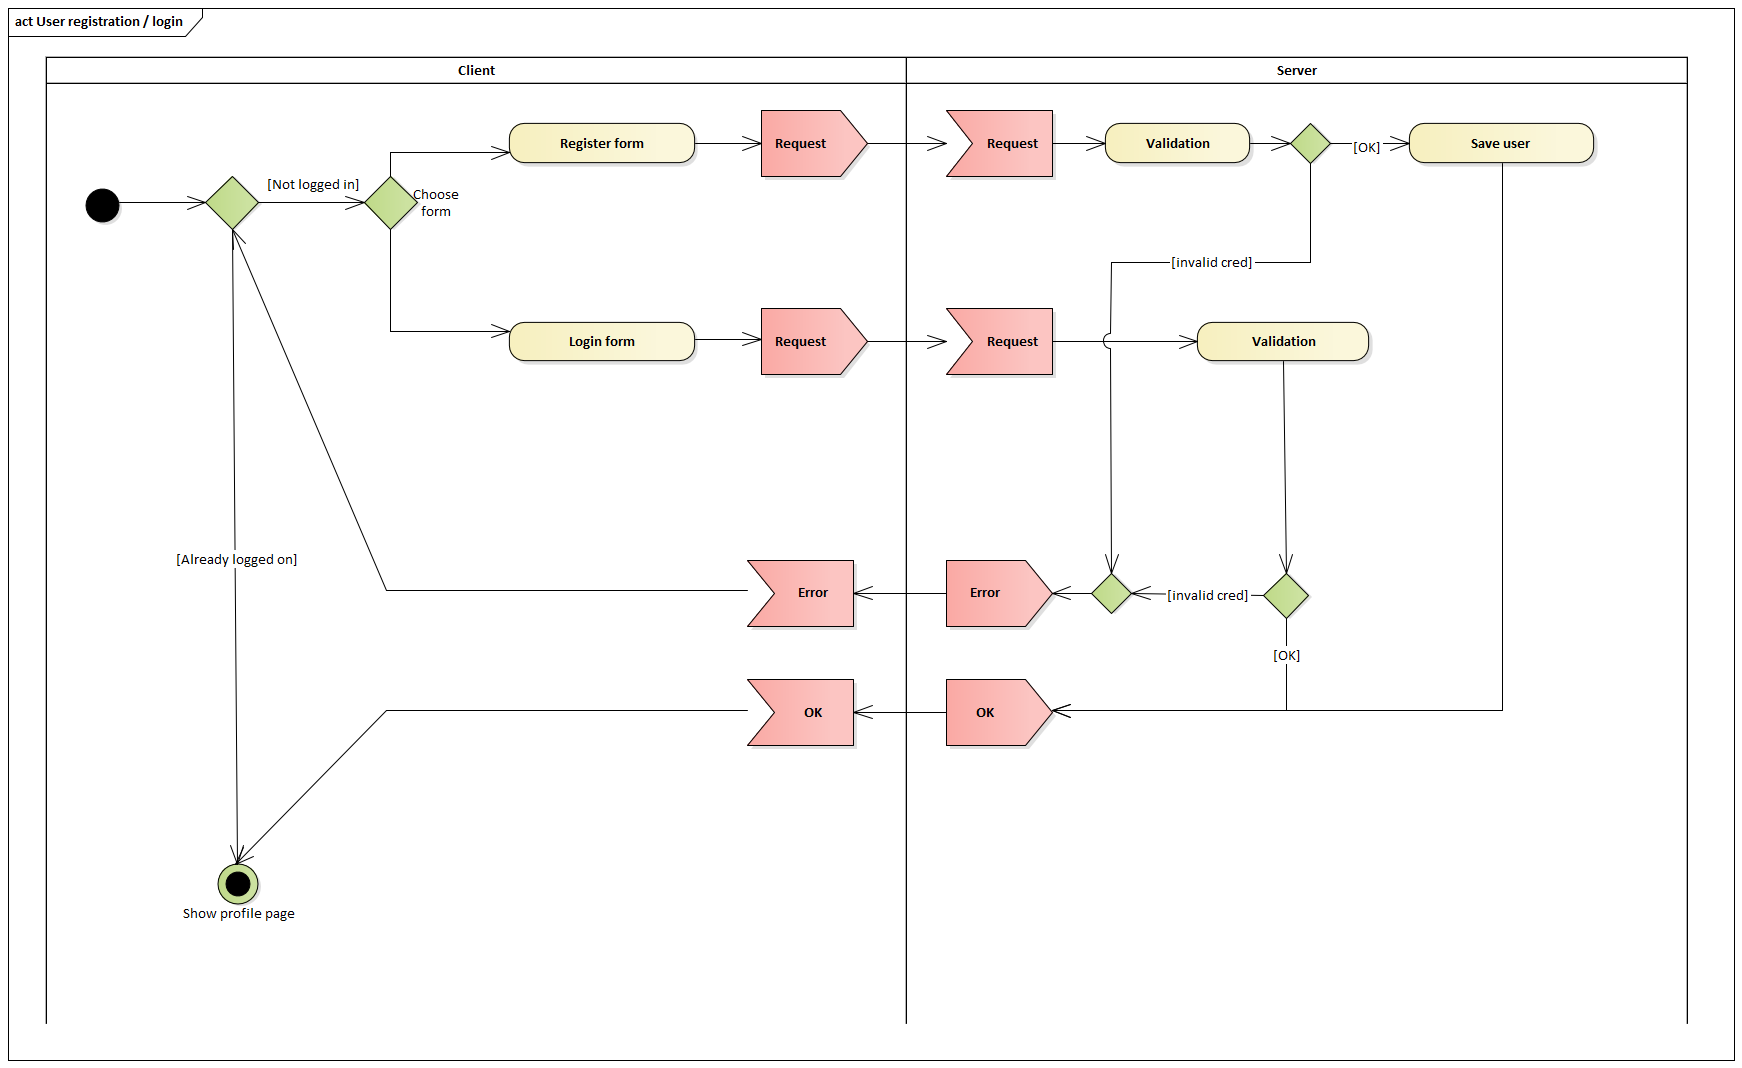 act User registration / login
Client
Server
Register form
Request
Request
Validation
[OK]
Save user
[Not logged in]
Choose
form
[invalid cred]
Login form
Request
Request
Validation
[Already logged on]
Error
Error
[invalid cred]
[OK]
OK
OK
Show profile page